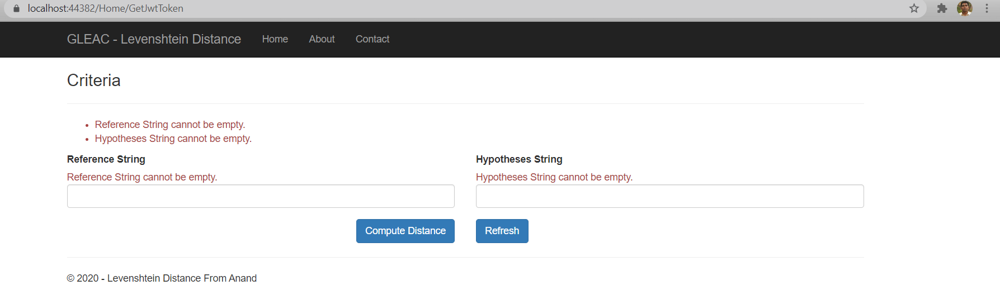 localhost:44382/Home/GetJwtToken
GLEAC - Levenshtein Distance Home About Contact
Criteria
• Reference String cannot be empty.
• Hypotheses String cannot be empty.
Reference String Hypotheses String
Reference String cannot be empty. Hypotheses String cannot be empty.
Compute Distance Refresh
© 2020 - Levenshtein Distance From Anand